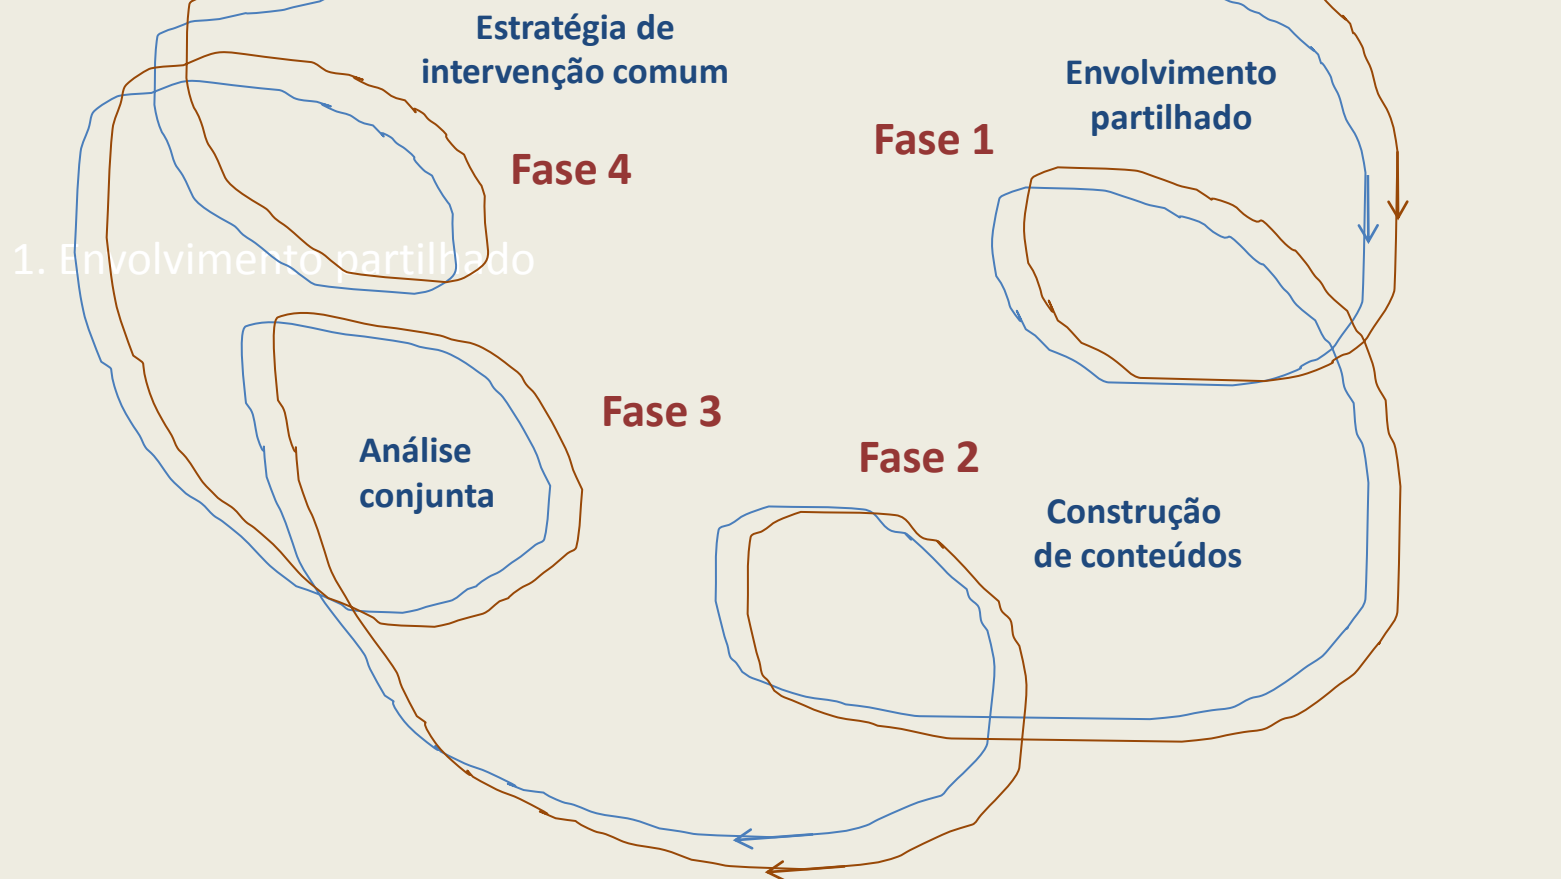 Estratégia de
intervenção comum
Envolvimento
partilhado
Fase 1
Fase 4
1. Envolvimento partilhado
Fase 3
Análise
conjunta
Fase 2
Construção
de conteúdos